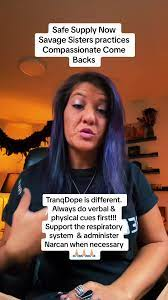 Safe Supply Now
Savage Sisters practices
Compassionate Come
Backs
TranqDope is different.
Always do verbal &
physical cues first!!!
Support the respiratory
system & administer
Narcan when necessary
🙏🏼🙏🏼